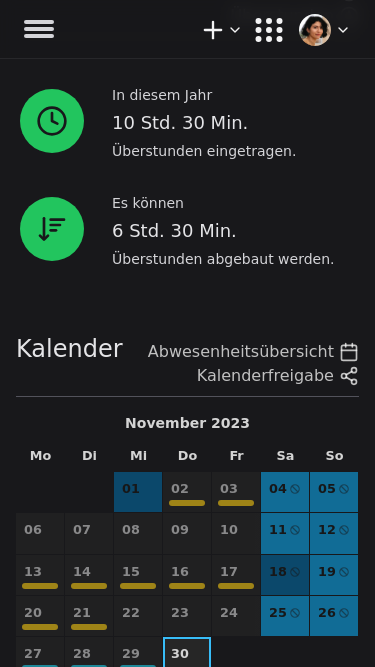 In diesem Jahr
10 Std. 30 Min.
Überstunden eingetragen.
Es können
6 Std. 30 Min.
Überstunden abgebaut werden.
Kalender
Abwesenheitsübersicht
Kalenderfreigabe
November 2023
Mo Di Mi Do Fr Sa So
01 02 03 04 05
06 07 08 09 10 11 12
13 14 15 16 17 18 19
20 21 22 23 24 25 26
27 28 29 30